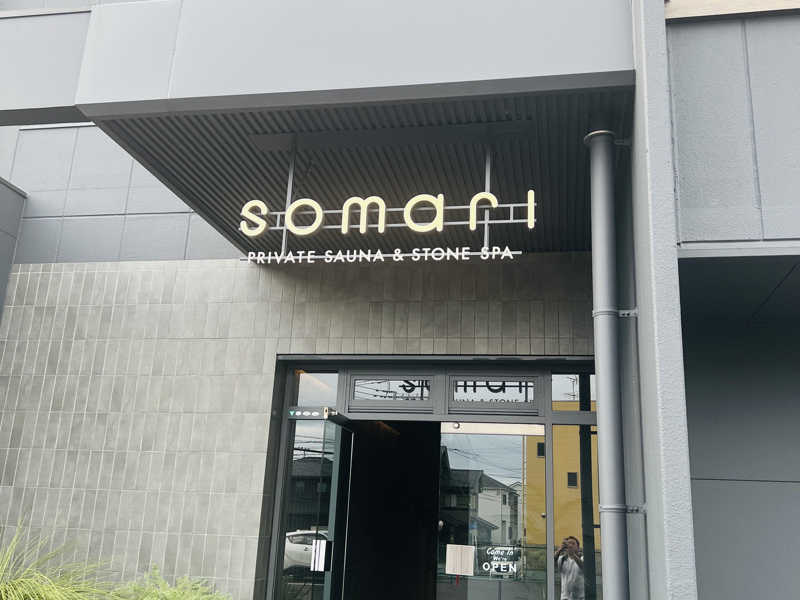 somari
PRIVATE SAUNA & STONE SPA
Come In
We're
OPEN